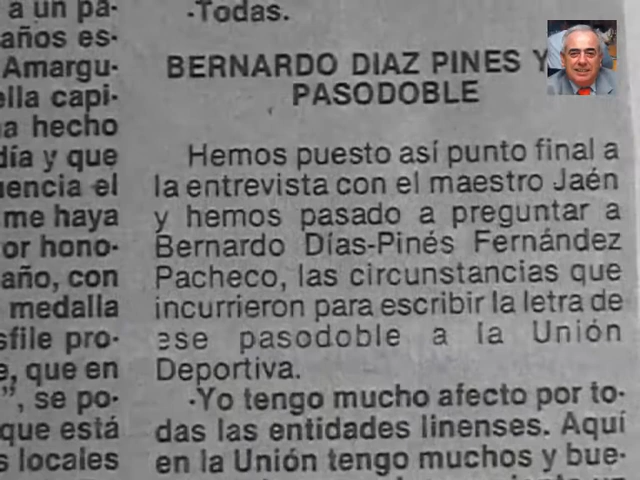 a un pa-
años es-
Amargu-
ella capi-
a hecho
día y que
uencia el
me haya
or hono-
año, con
medalla
sfile pro-
e, que en
”, se po-
que está
s locales
-Todas.
BERNARDO DIAZ PINES Y
PASODOBLE
Hemos puesto así punto final a
la entrevista con el maestro Jaén
y hemos pasado a preguntar a
Bernardo Días-Pinés Fernández
Pacheco, las circunstancias que
incurrieron para escribir la letra de
ese pasodoble a la Unión
Deportiva.
-Yo tengo mucho afecto por to-
das las entidades linenses. Aquí
en la Unión tengo muchos y bue-